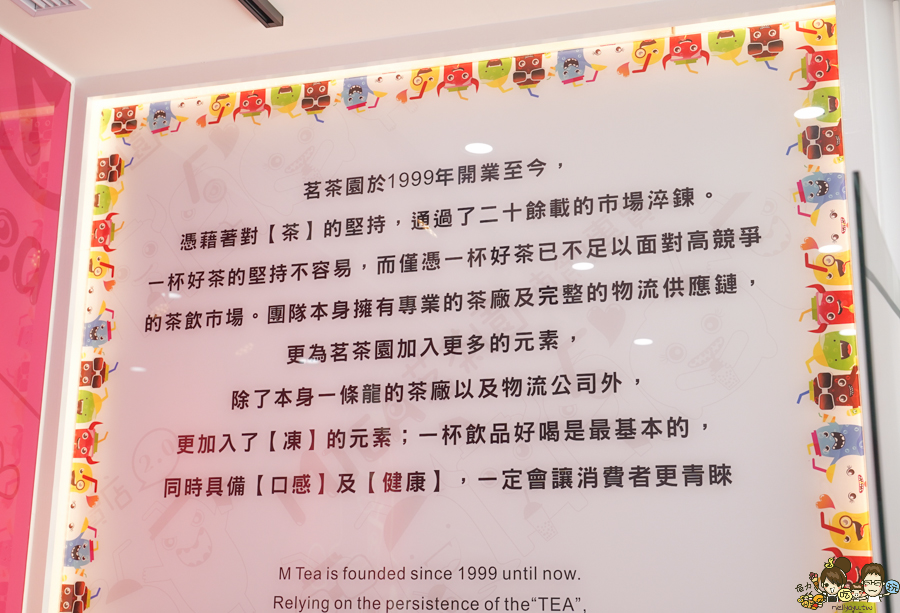 茗茶園於1999年開業至今，
憑藉著對【茶】的堅持，通過了二十餘載的市場淬鍊。
一杯好茶的堅持不容易，而僅憑一杯好茶已不足以面對高競爭
的茶飲市場。團隊本身擁有專業的茶廠及完整的物流供應鏈，
更為茗茶園加入更多的元素，
除了本身一條龍的茶廠以及物流公司外，
更加入了【凍】的元素；一杯飲品好喝是最基本的，
同時具備【口感】及【健康】，一定會讓消費者更青睞
M Tea is founded since 1999 until now.
Relying on the persistence of the“TEA”,